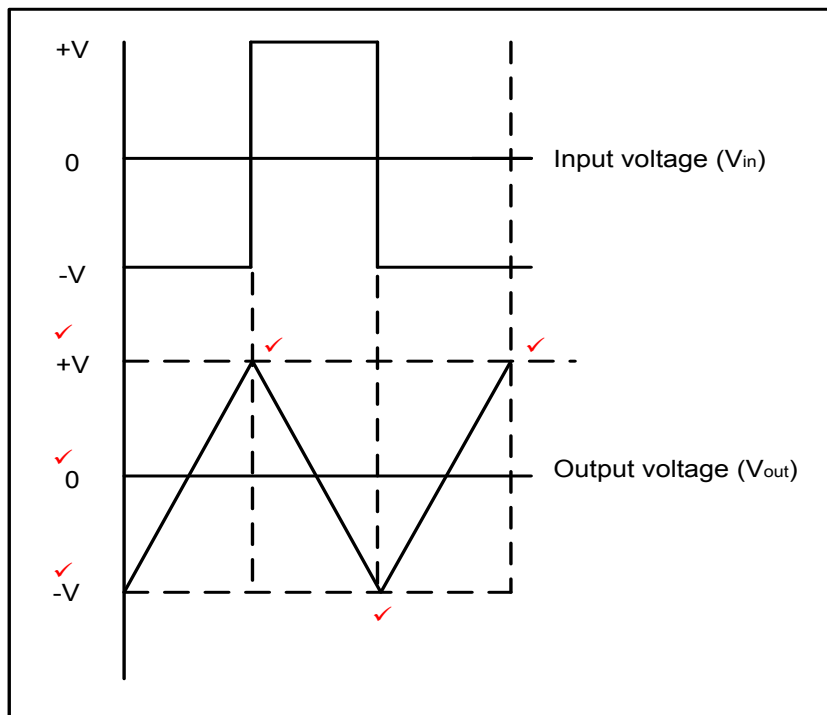 +V
0
Input voltage (Vin)
-V
+V
0
Output voltage (Vout)
-V